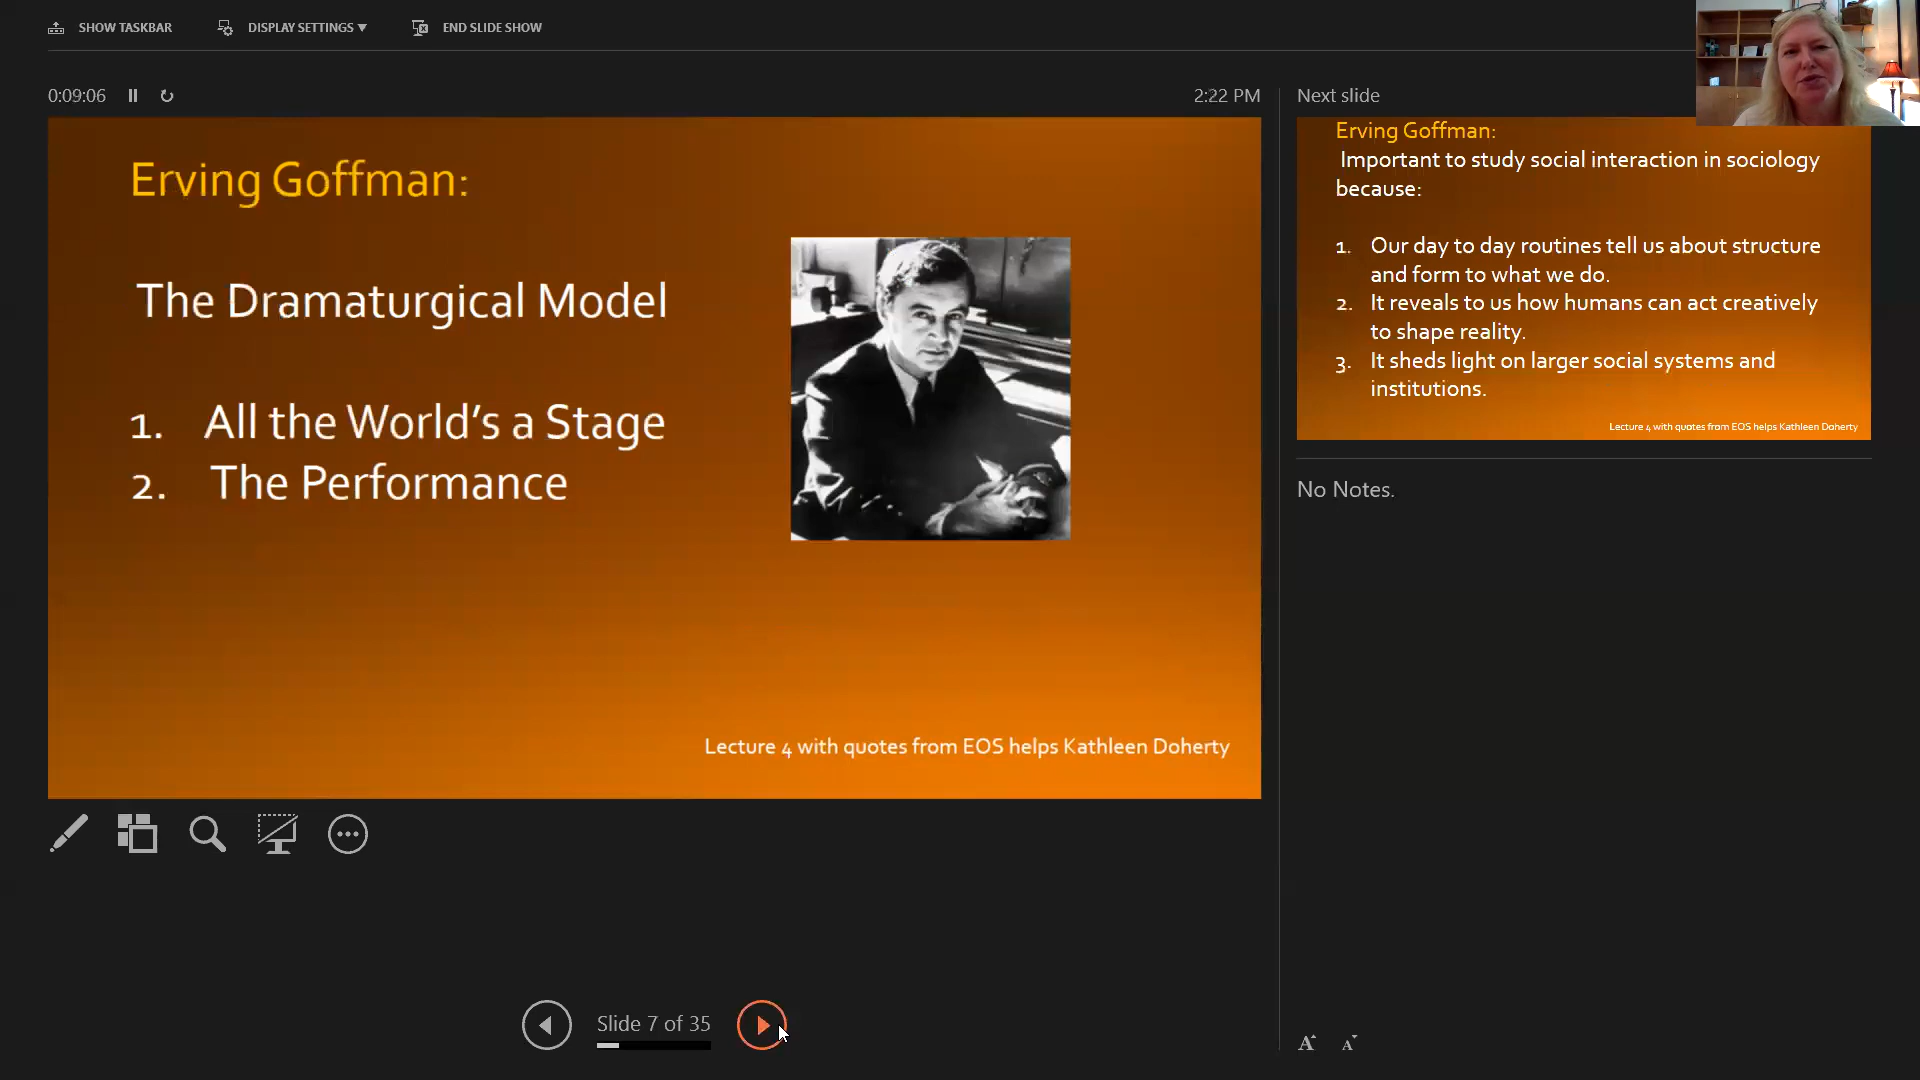 SHOW TASKBAR
DISPLAY SETTINGS
END SLIDE SHOW
0:09:06
2:22 PM
Erving Goffman:
The Dramaturgical Model
1. All the World's a Stage
2. The Performance
Lecture 4 with quotes from EOS helps Kathleen Doherty
Next slide
Erving Goffman:
Important to study social interaction in sociology
because:
1. Our day to day routines tell us about structure
and form to what we do.
2. It reveals to us how humans can act creatively
to shape reality.
3. It sheds light on larger social systems and
institutions.
Lecture 4 with quotes from EOS helps Kathleen Doherty
No Notes.
Slide 7 of 35
A A